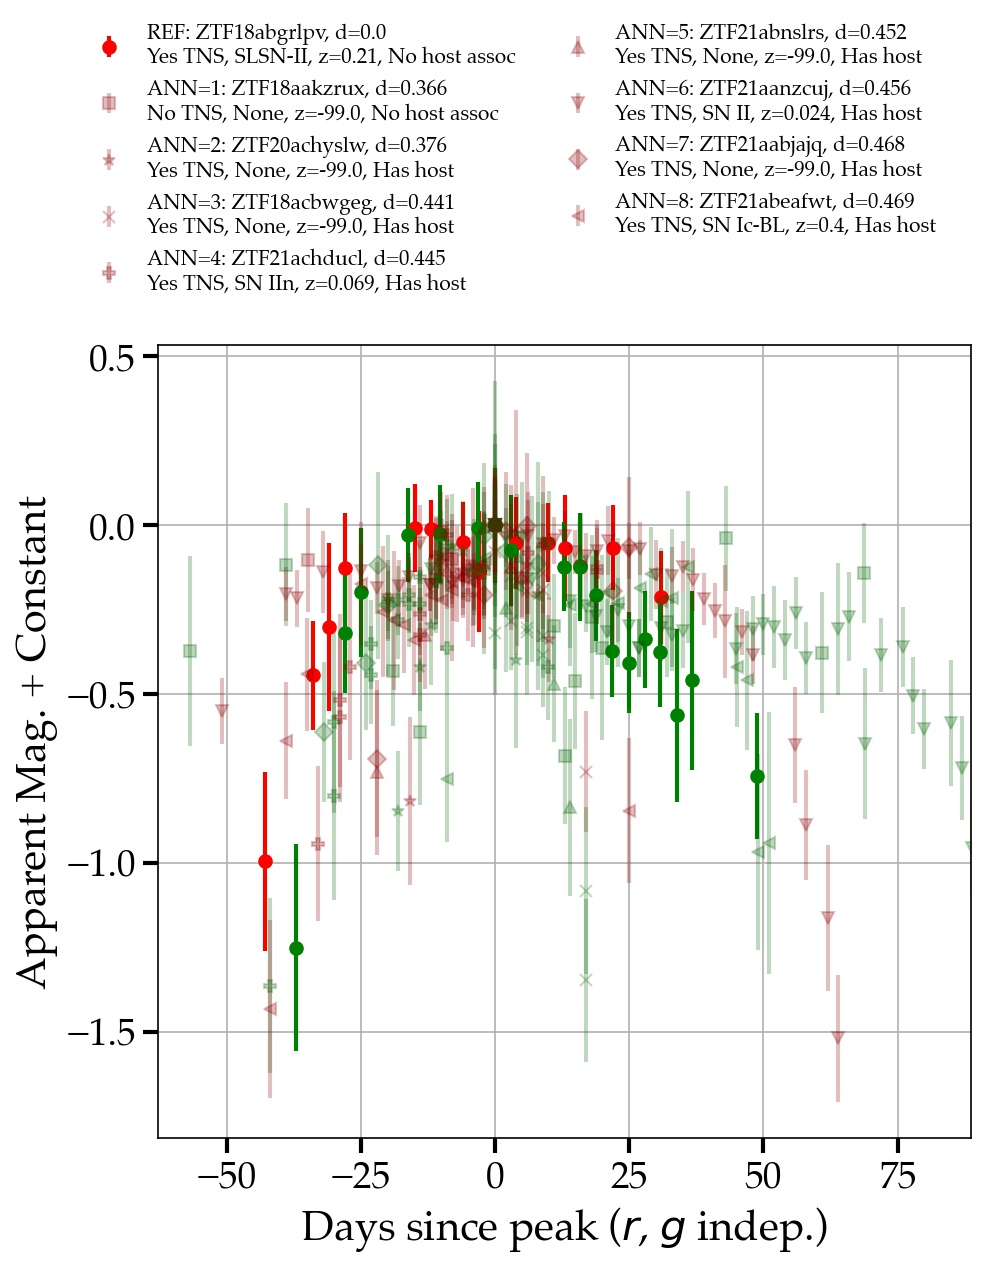 REF: ZTF18abgrlpv, d=0.0
Yes TNS, SLSN-II, z=0.21, No host assoc
ANN=1: ZTF18aakzrux, d=0.366
No TNS, None, z=-99.0, No host assoc
ANN=2: ZTF20achyslw, d=0.376
Yes TNS, None, z=-99.0, Has host
ANN=3: ZTF18acbwgeg, d=0.441
Yes TNS, None, z=-99.0, Has host
ANN=4: ZTF21achducl, d=0.445
Yes TNS, SN IIn, z=0.069, Has host
ANN=5: ZTF21abnslrs, d=0.452
Yes TNS, None, z=-99.0, Has host
ANN=6: ZTF21aanzcuj, d=0.456
Yes TNS, SN II, z=0.024, Has host
ANN=7: ZTF21aabjajq, d=0.468
Yes TNS, None, z=-99.0, Has host
ANN=8: ZTF21abeafwt, d=0.469
Yes TNS, SN Ic-BL, z=0.4, Has host
Apparent Mag. + Constant
0.5
0.0
−0.5
−1.0
−1.5
−50 −25 0 25 50 75
Days since peak (r, g indep.)